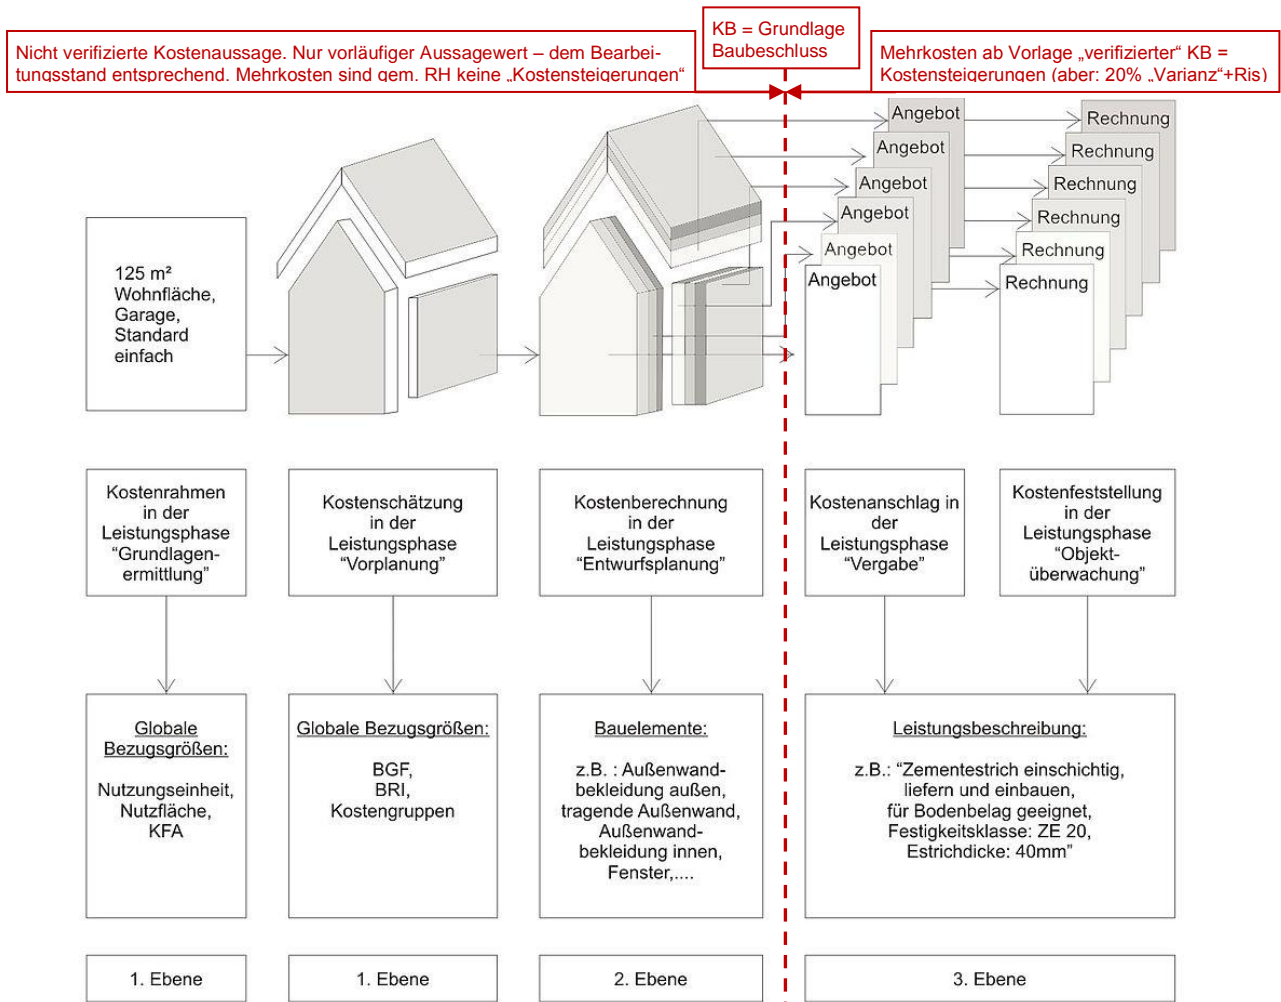 KB = Grundlage
Baubeschluss
Nicht verifizierte Kostenaussage. Nur vorläufiger Aussagewert – dem Bearbei-
tungsstand entsprechend. Mehrkosten sind gem. RH keine „Kostensteigerungen“
Mehrkosten ab Vorlage „verifizierter“ KB =
Kostensteigerungen (aber: 20% „Varianz“+Ris)
Angebot
Angebot
Angebot
Angebot
Angebot
Angebot
Rechnung
Rechnung
Rechnung
Rechnung
Rechnung
Rechnung
125 m²
Wohnfläche,
Garage,
Standard
einfach
Kostenrahmen
in der
Leistungsphase
“Grundlagen-
ermittlung”
Kostenschätzung
in der
Leistungsphase
“Vorplanung”
Kostenberechnung
in der
Leistungsphase
“Entwurfsplanung”
Kostenanschlag in
der
Leistungsphase
“Vergabe”
Kostenfeststellung
in der
Leistungsphase
“Objekt-
überwachung”
Globale
Bezugsgrößen:
Nutzungseinheit,
Nutzfläche,
KFA
Globale Bezugsgrößen:
BGF,
BRI,
Kostengruppen
Bauelemente:
z.B. : Außenwand-
bekleidung außen,
tragende Außenwand,
Außenwand-
bekleidung innen,
Fenster,....
Leistungsbeschreibung:
z.B.: “Zementestrich einschichtig,
liefern und einbauen,
für Bodenbelag geeignet,
Festigkeitsklasse: ZE 20,
Estrichdicke: 40mm”
1. Ebene
1. Ebene
2. Ebene
3. Ebene